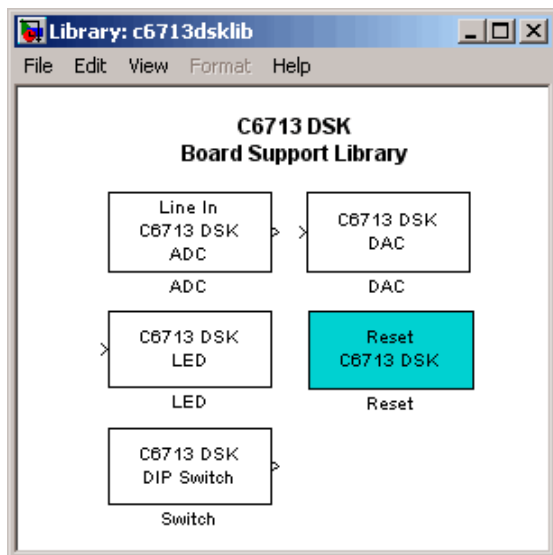 Library: c6713dsklib
File Edit View Format Help
C6713 DSK
Board Support Library
Line In
C6713 DSK
ADC
ADC
C6713 DSK
DAC
DAC
C6713 DSK
LED
LED
Reset
C6713 DSK
Reset
C6713 DSK
DIP Switch
Switch